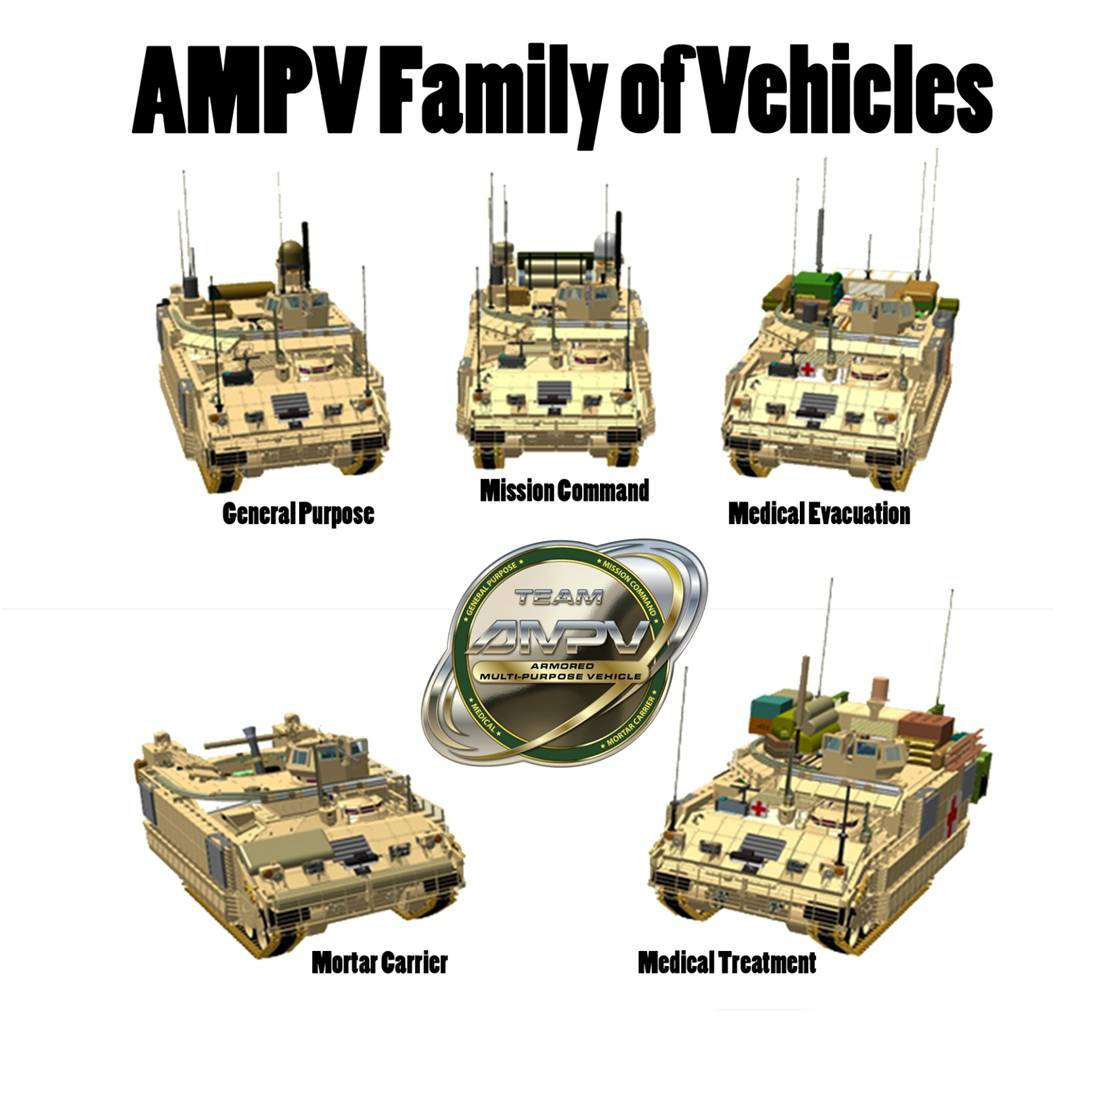 AMPV Family of Vehicles
General Purpose
Mission Command
Medical Evacuation
★ GENERAL PURPOSE ★
★ MISSION COMMAND ★
TEAM
AMPV
ARMORED
MULTI-PURPOSE VEHICLE
★ MEDICAL ★
★ MORTAR CARRIER ★
Mortar Carrier
Medical Treatment